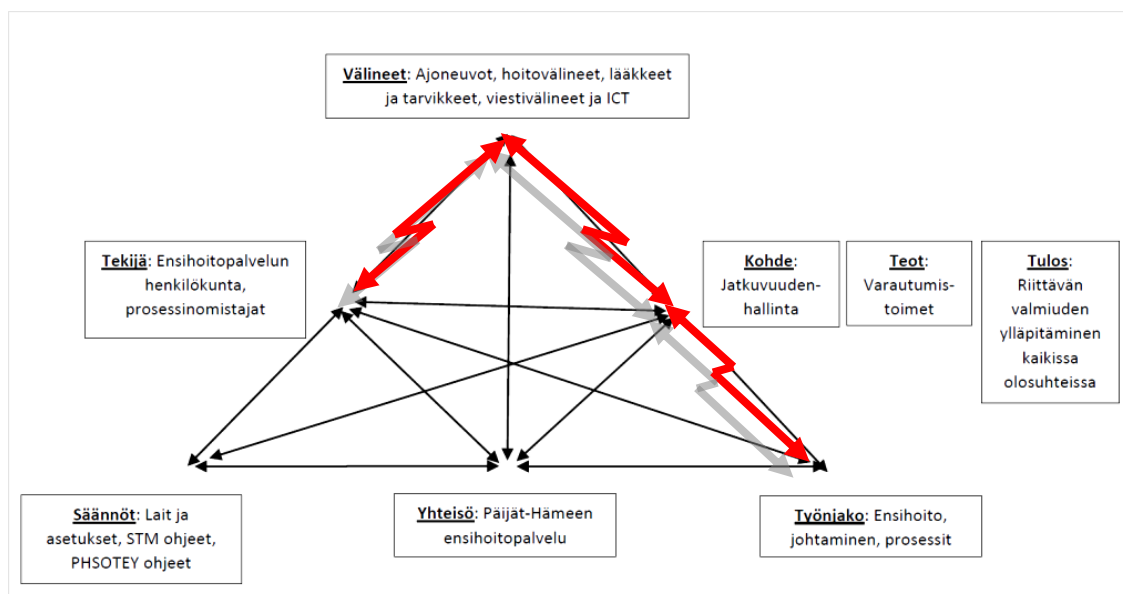 Välineet: Ajoneuvot, hoitovälineet, lääkkeet
ja tarvikkeet, viestivälineet ja ICT
Tekijä: Ensihoitopalvelun
henkilökunta,
prosessinomistajat
Kohde:
Jatkuvuuden-
hallinta
Teot:
Varautumis-
toimet
Tulos:
Riittävän
valmiuden
ylläpitäminen
kaikissa
olosuhteissa
Säännöt: Lait ja
asetukset, STM ohjeet,
PHSOTEY ohjeet
Yhteisö: Päijät-Hämeen
ensihoitopalvelu
Työnjako: Ensihoito,
johtaminen, prosessit